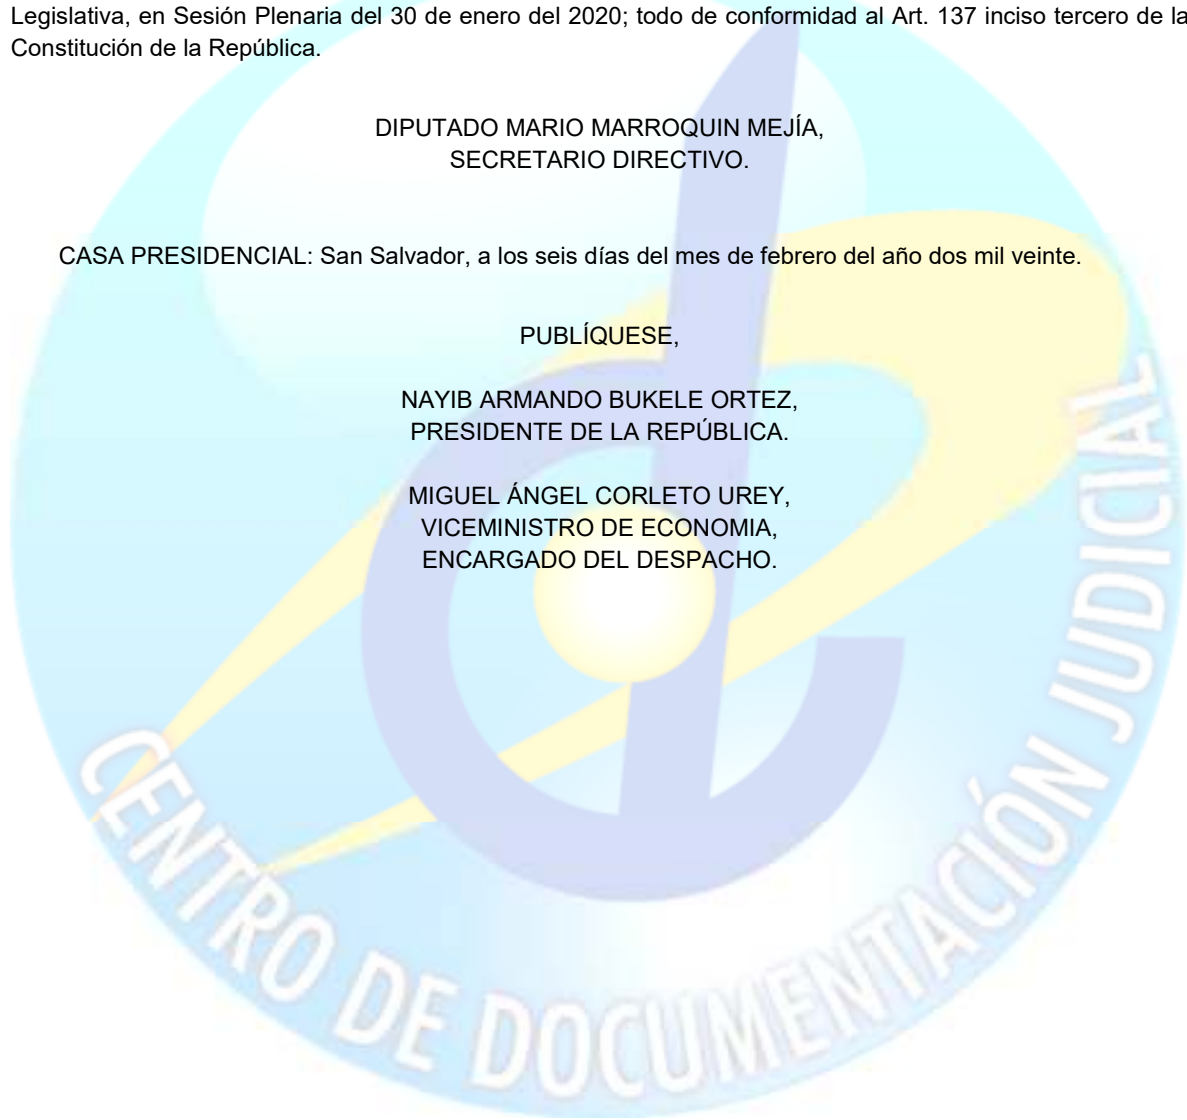 Legislativa, en Sesión Plenaria del 30 de enero del 2020; todo de conformidad al Art. 137 inciso tercero de la
Constitución de la República.
DIPUTADO MARIO MARROQUIN MEJÍA,
SECRETARIO DIRECTIVO.
CASA PRESIDENCIAL: San Salvador, a los seis días del mes de febrero del año dos mil veinte.
PUBLÍQUESE,
NAYIB ARMANDO BUKELE ORTEZ,
PRESIDENTE DE LA REPÚBLICA.
MIGUEL ÁNGEL CORLETO UREY,
VICEMINISTRO DE ECONOMIA,
ENCARGADO DEL DESPACHO.
CENTRO DE DOCUMENTACIÓN JUDICIAL